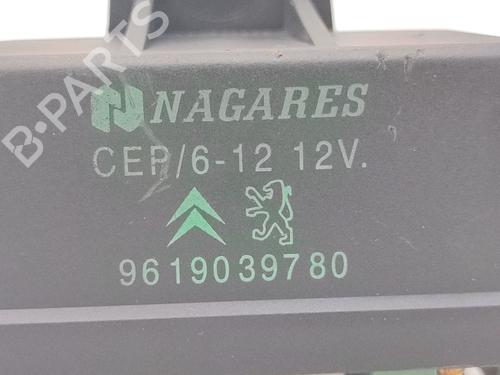 B-PARTS
NAGARES
CEP/6-12 12V.
9619039780